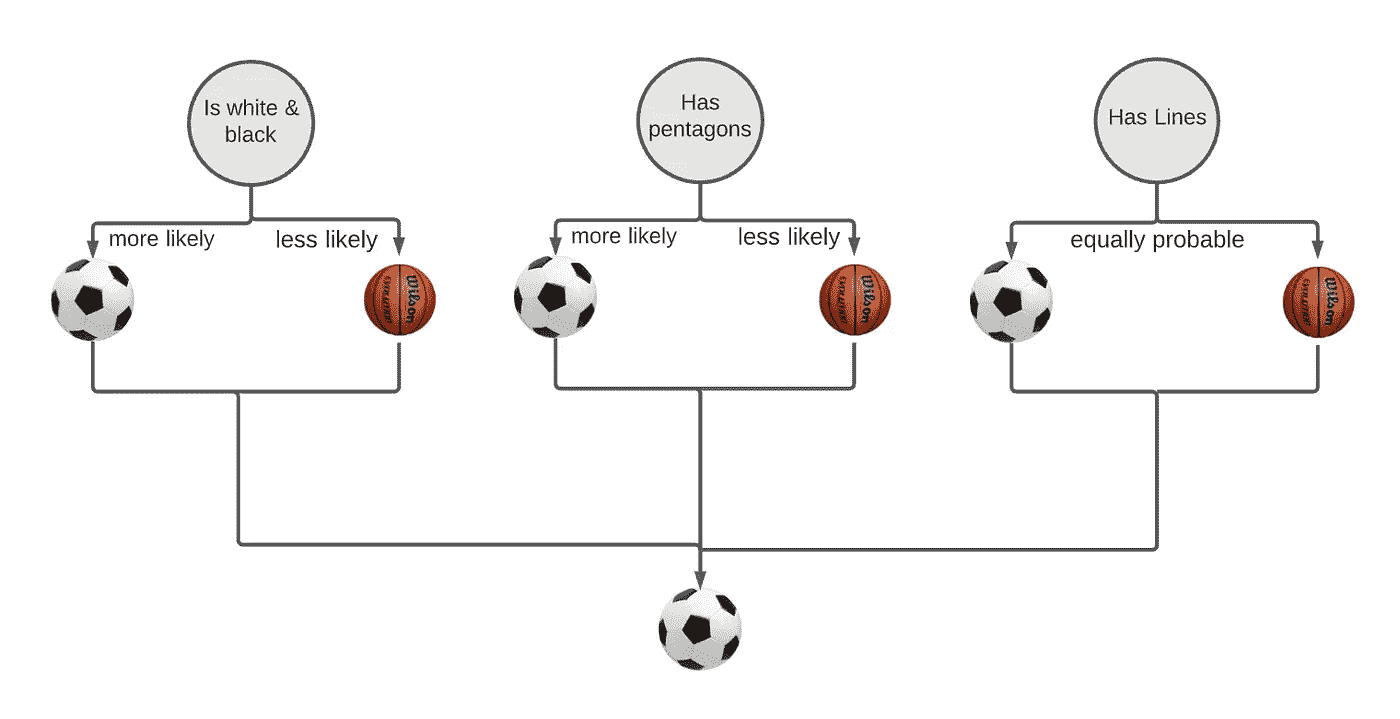 Is white &
black
Has
pentagons
Has Lines
more likely
less likely
more likely
less likely
equally probable
Wilson
Wilson
Wilson